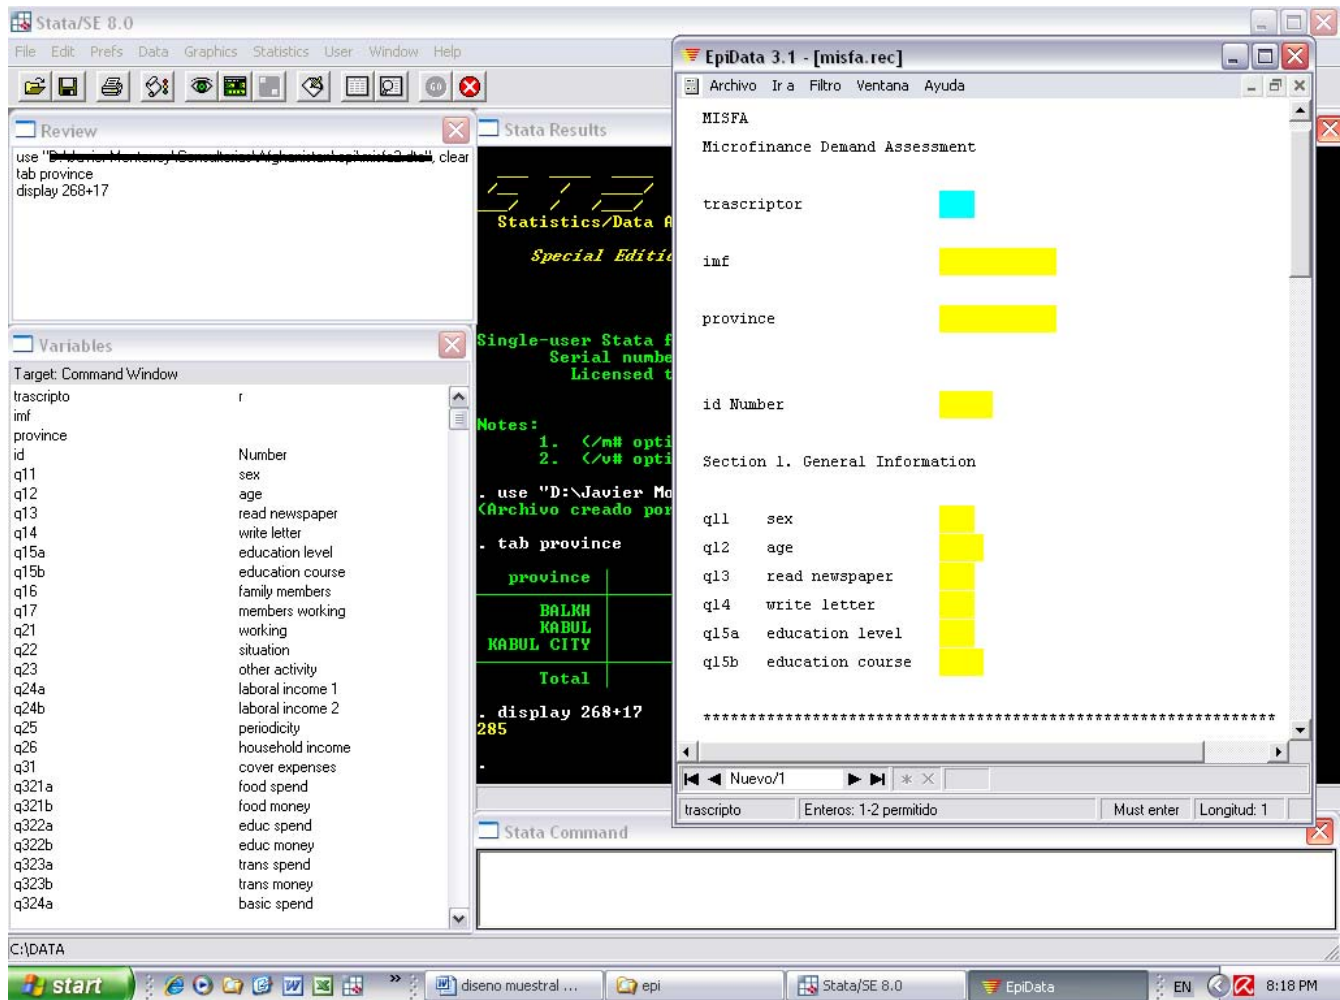 Stata/SE 8.0
File Edit Prefs Data Graphics Statistics User Window Help
Review
use " ", clear
tab province
display 268+17
Variables
Target: Command Window
trascripto r
imf
province
id Number
q11 sex
q12 age
q13 read newspaper
q14 write letter
q15a education level
q15b education course
q16 family members
q17 members working
q21 working
q22 situation
q23 other activity
q24a laboral income 1
q24b laboral income 2
q25 periodicity
q26 household income
q31 cover expenses
q321a food spend
q321b food money
q322a educ spend
q322b educ money
q323a trans spend
q323b trans money
q324a basic spend
Stata Results
Statistics/Data A
Special Editio
Single-user Stata f
Serial numbe
Licensed t
Notes:
1. (/m# opti
2. (/v# opti
. use "D:\Javier Mo
(Archivo creado por
. tab province
province
BALKH
KABUL
KABUL CITY
Total
. display 268+17
285
.
Stata Command
EpiData 3.1 - [misfa.rec]
Archivo Ir a Filtro Ventana Ayuda
MISFA
Microfinance Demand Assessment
trascriptor
imf
province
id Number
Section 1. General Information
q11 sex
q12 age
q13 read newspaper
q14 write letter
q15a education level
q15b education course
***************************************************************
Nuevo/1
trascripto Enteros: 1-2 permitido Must enter Longitud: 1
C:\DATA
start diseno muestral ... epi Stata/SE 8.0 EpiData EN 8:18 PM